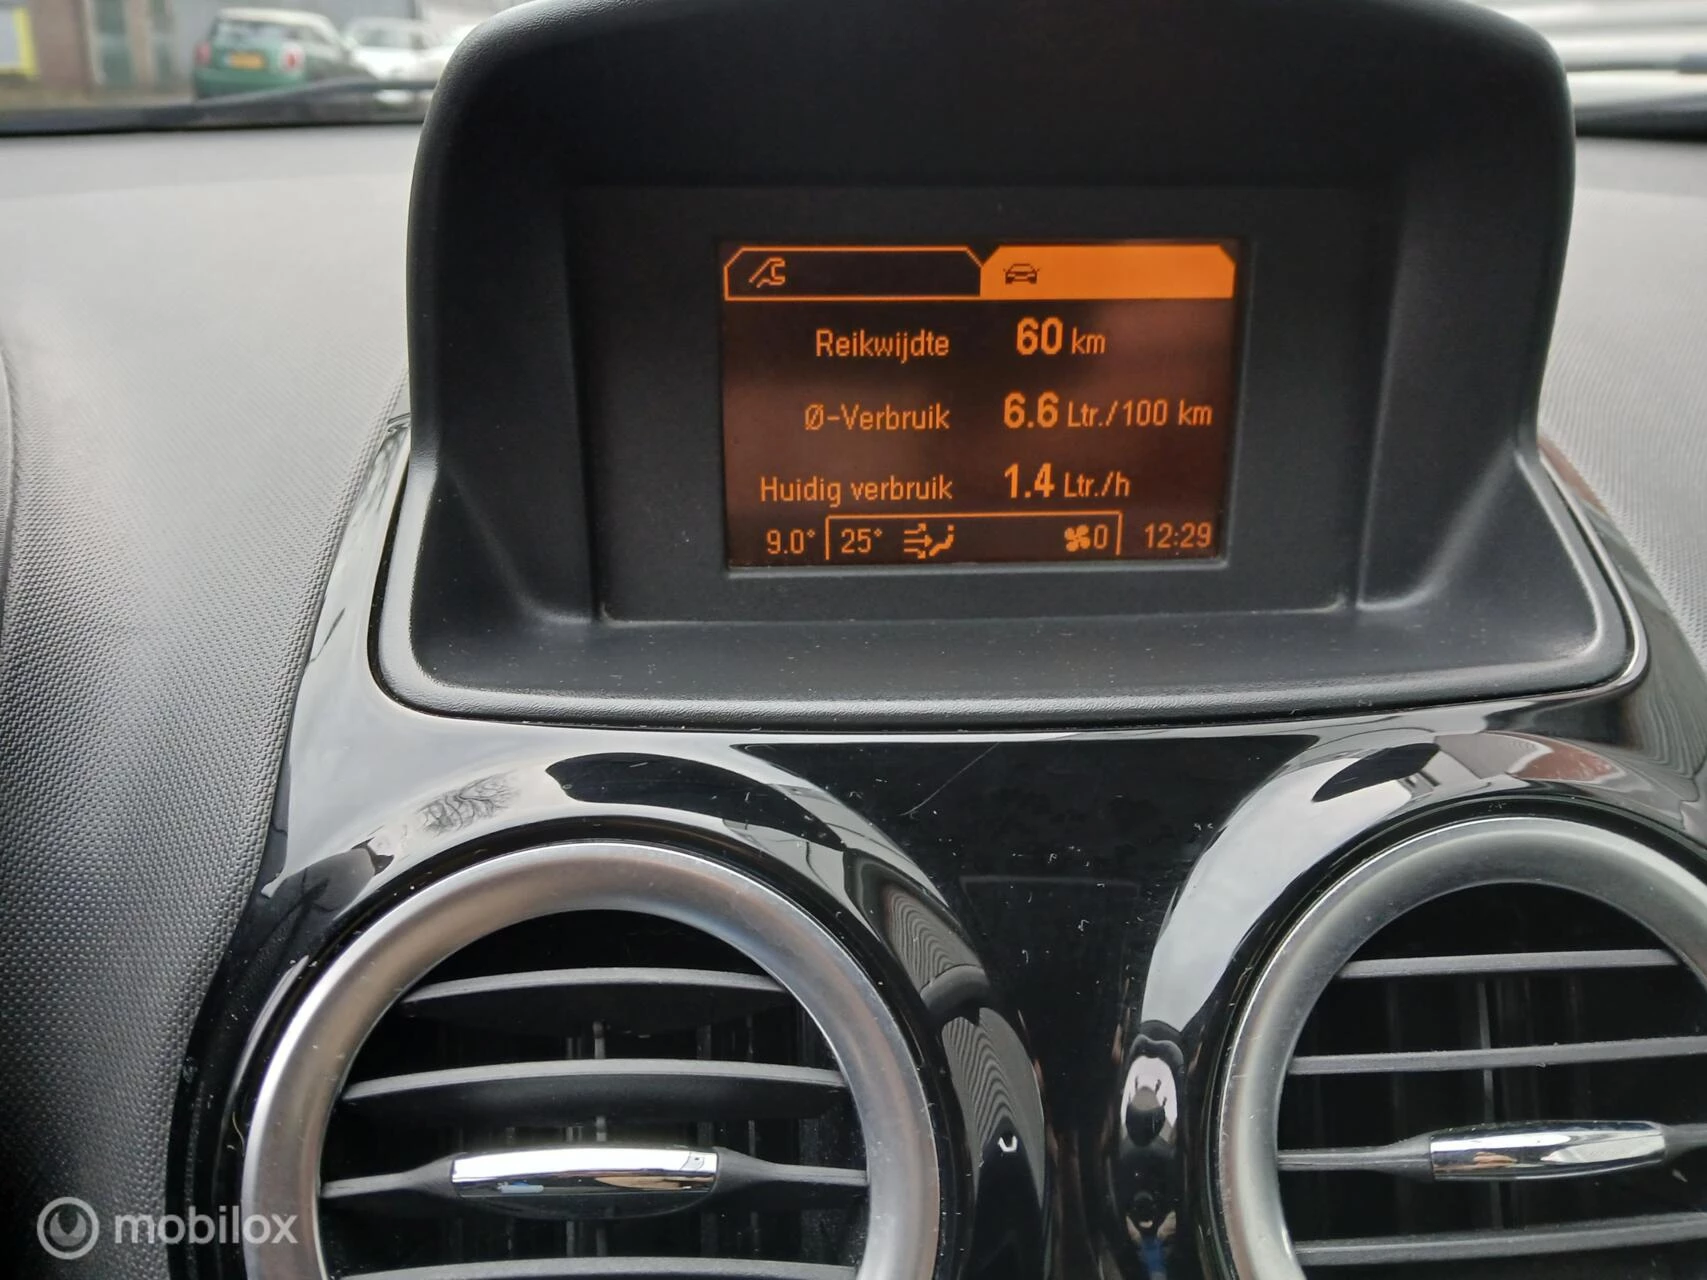 Reikwijdte 60 km
Ø-Verbruik 6.6 Ltr./100 km
Huidig verbruik 1.4 Ltr./h
9.0° 25° 0 12:29
mobilox